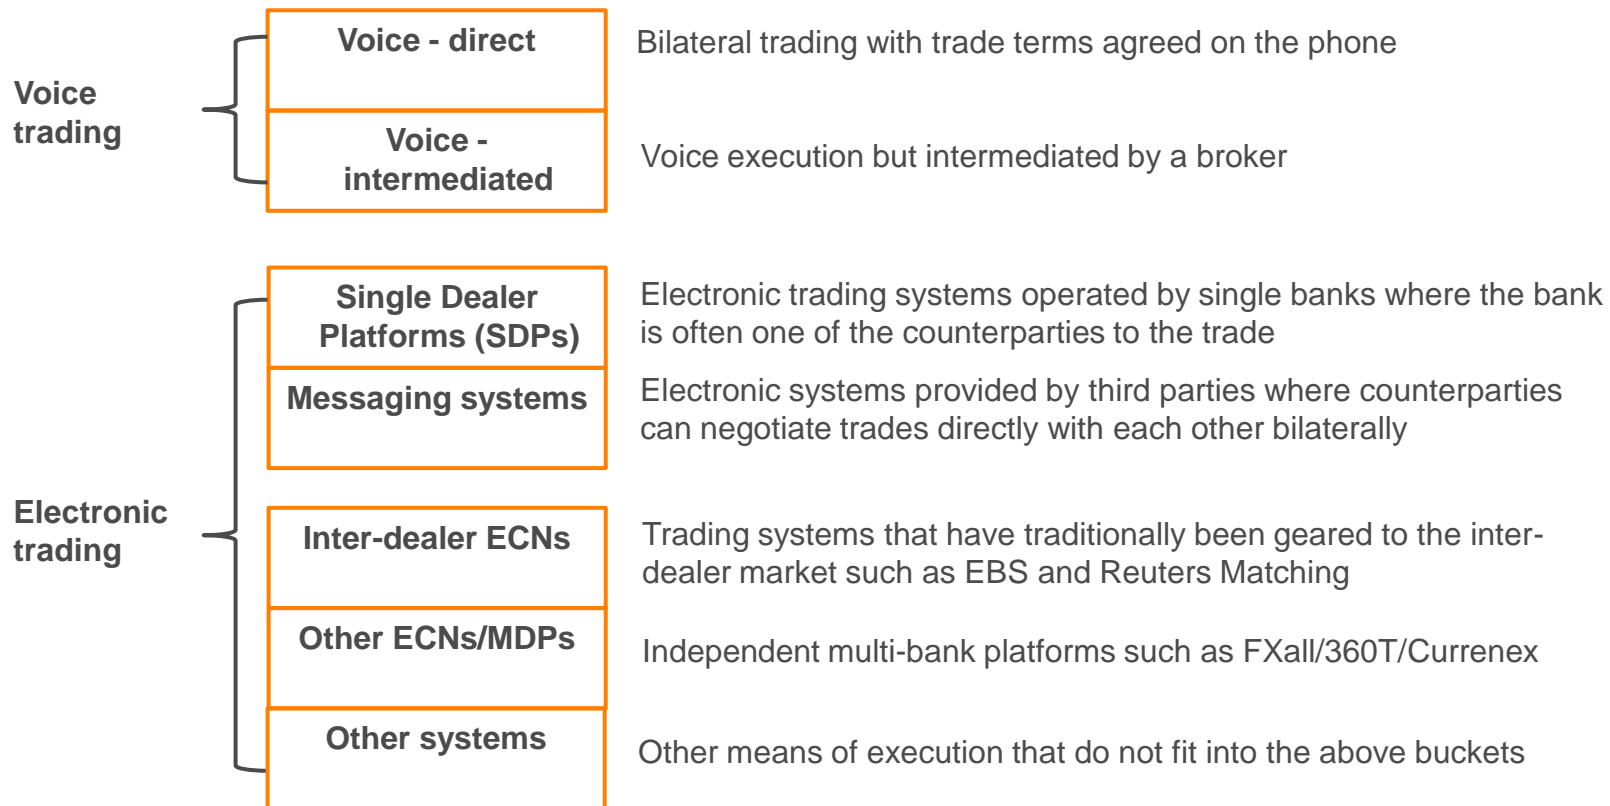 Voice - direct
Bilateral trading with trade terms agreed on the phone
Voice
trading
Voice -
intermediated
Voice execution but intermediated by a broker
Single Dealer
Platforms (SDPs)
Electronic trading systems operated by single banks where the bank
is often one of the counterparties to the trade
Messaging systems
Electronic systems provided by third parties where counterparties
can negotiate trades directly with each other bilaterally
Electronic
trading
Inter-dealer ECNs
Trading systems that have traditionally been geared to the inter-
dealer market such as EBS and Reuters Matching
Other ECNs/MDPs
Independent multi-bank platforms such as FXall/360T/Currenex
Other systems
Other means of execution that do not fit into the above buckets